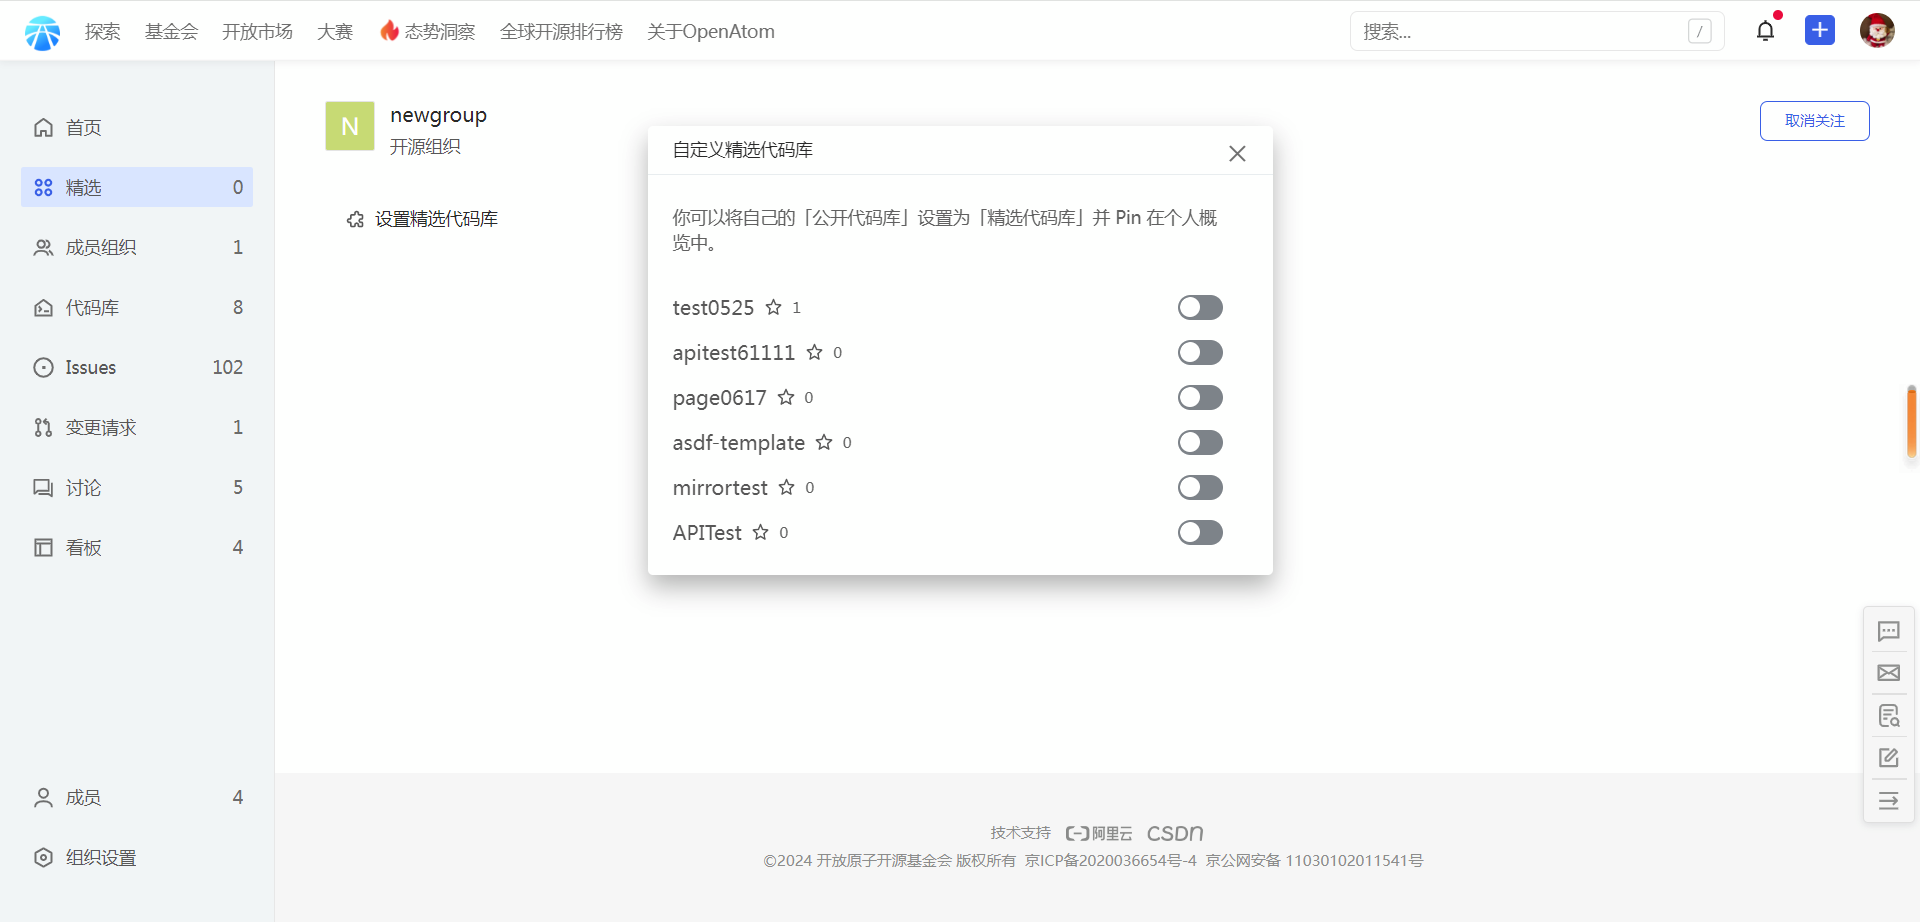 探索 基金会 开放市场 大赛 态势洞察 全球开源排行榜 关于OpenAtom 搜索... /
首页
精选 0
成员组织 1
代码库 8
Issues 102
变更请求 1
讨论 5
看板 4
成员 4
组织设置
N newgroup
开源组织
取消关注
设置精选代码库
自定义精选代码库
你可以将自己的「公开代码库」设置为「精选代码库」并 Pin 在个人概
览中。
test0525 1
apitest61111 0
page0617 0
asdf-template 0
mirrortest 0
APITest 0
技术支持 阿里云 CSDN
©2024 开放原子开源基金会 版权所有 京ICP备2020036654号-4 京公网安备 11030102011541号